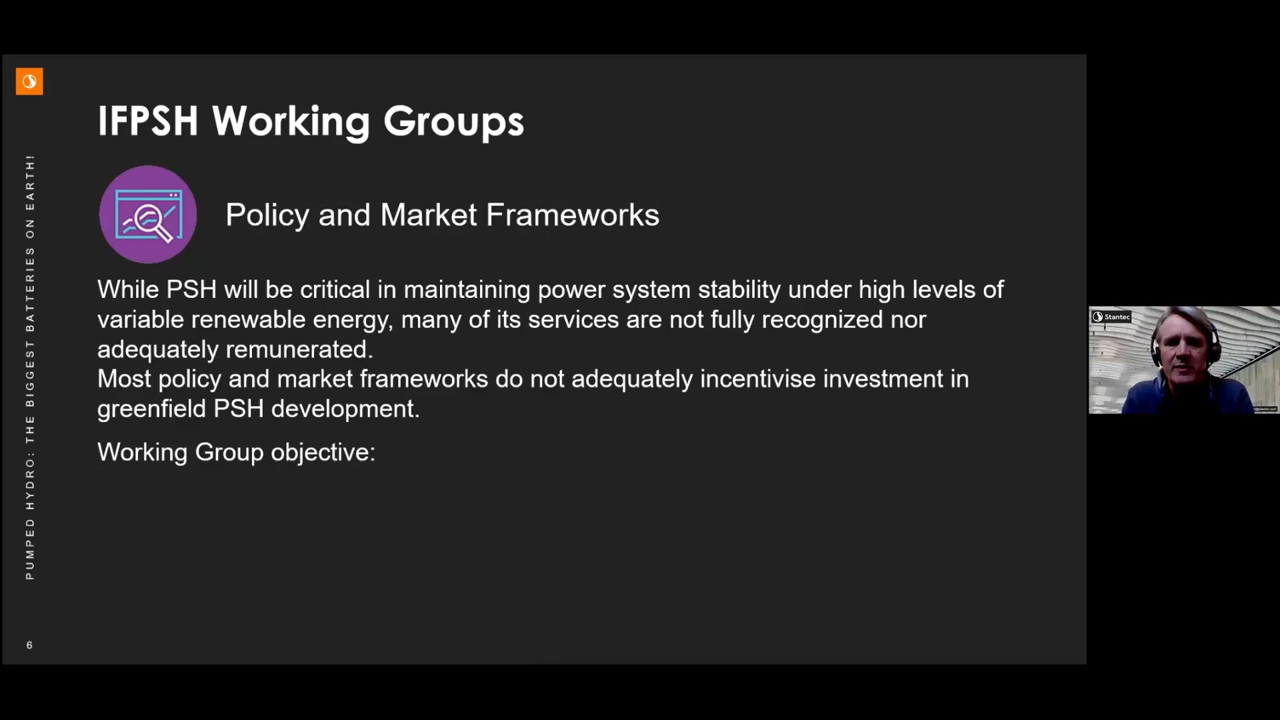 IFPSH Working Groups
Policy and Market Frameworks
While PSH will be critical in maintaining power system stability under high levels of
variable renewable energy, many of its services are not fully recognized nor
adequately remunerated.
Most policy and market frameworks do not adequately incentivise investment in
greenfield PSH development.
Working Group objective:
PUMPED HYDRO: THE BIGGEST BATTERIES ON EARTH!
6
Stantec